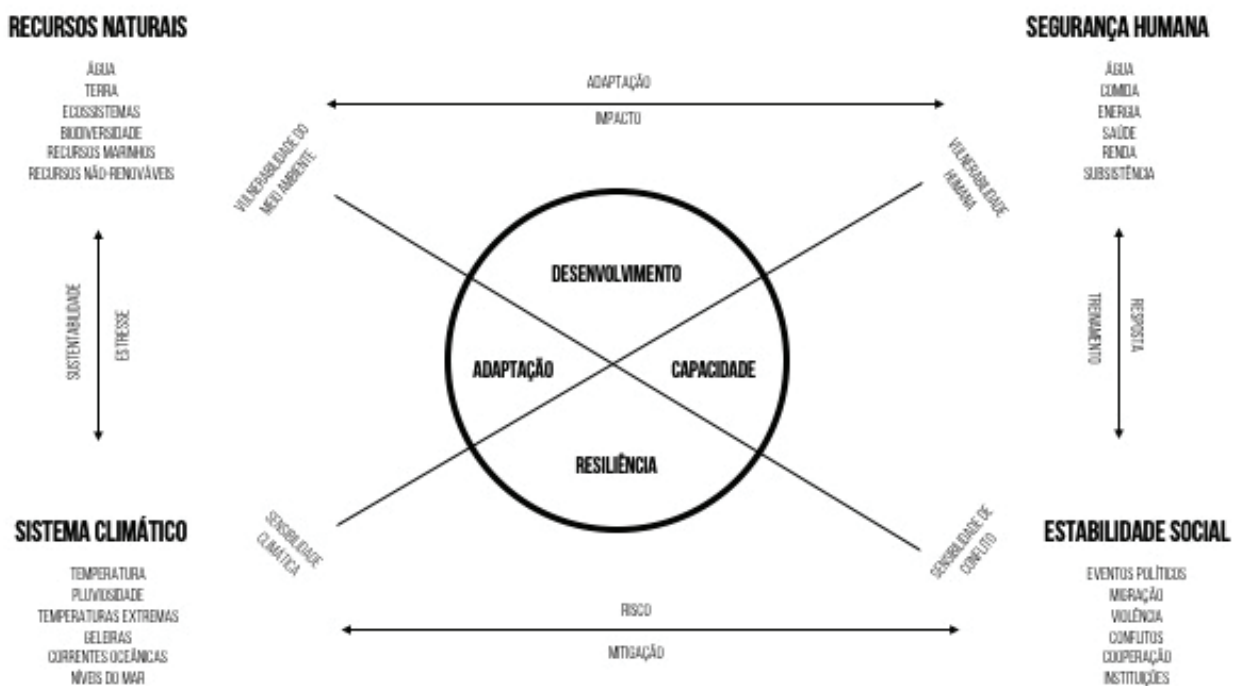 RECURSOS NATURAIS
ÁGUA
TERRA
ECOSSISTEMAS
BIODIVERSIDADE
RECURSOS MARINHOS
RECURSOS NÃO-RENOVÁVEIS
ADAPTAÇÃO
IMPACTO
SEGURANÇA HUMANA
ÁGUA
COMIDA
ENERGIA
SAÚDE
RENDA
SUBSISTÊNCIA
VULNERABILIDADE DO
MEIO AMBIENTE
VULNERABILIDADE
HUMANA
SUSTENTABILIDADE
ESTRESSE
DESENVOLVIMENTO
ADAPTAÇÃO
CAPACIDADE
RESILIÊNCIA
TREINAMENTO
RESPOSTA
SISTEMA CLIMÁTICO
TEMPERATURA
PLUVIOSIDADE
TEMPERATURAS EXTREMAS
GELEIRAS
CORRENTES OCEÂNICAS
NÍVEIS DO MAR
SENSIBILIDADE
CLIMÁTICA
RISCO
MITIGAÇÃO
SENSIBILIDADE DE
CONFLITO
ESTABILIDADE SOCIAL
EVENTOS POLÍTICOS
MIGRAÇÃO
VIOLÊNCIA
CONFLITOS
COOPERAÇÃO
INSTITUIÇÕES